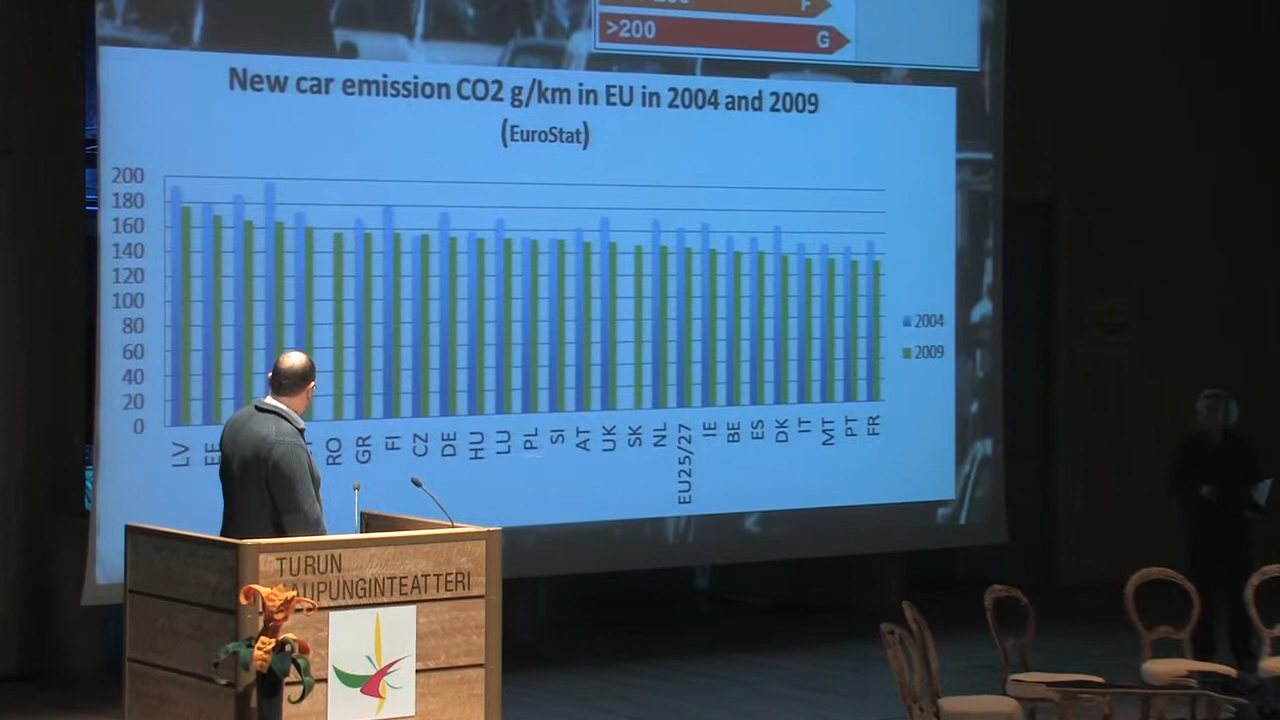 F
>200 G
New car emission CO2 g/km in EU in 2004 and 2009
(EuroStat)
200
180
160
140
120
100
80
60
40
20
0
2004
2009
LV EE RO GR FI CZ DE HU LU PL SI AT UK SK NL EU25/27 IE BE ES DK IT MT PT FR
TURUN
KAUPUNGINTEATTERI